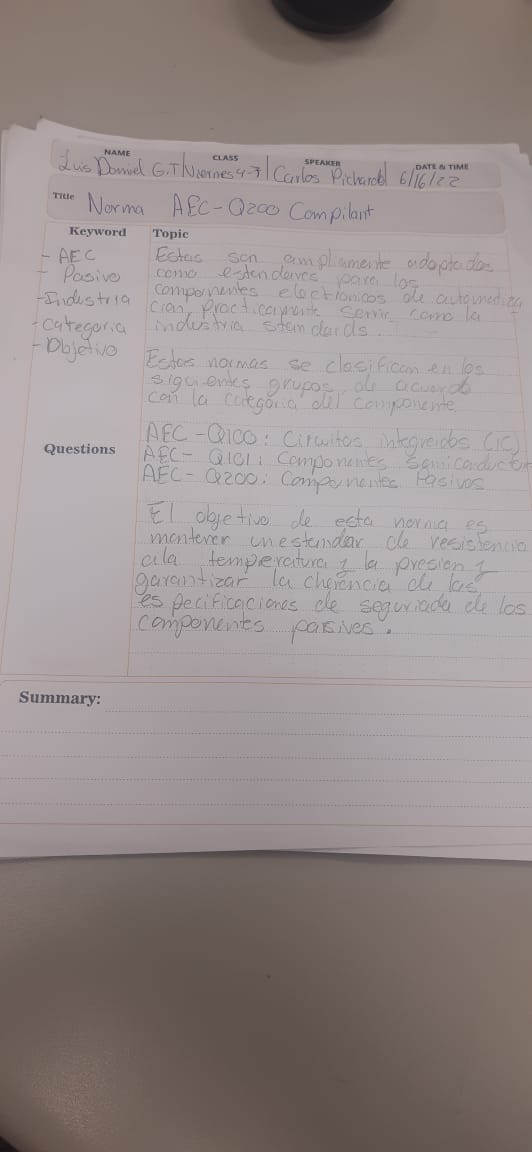 NAME CLASS SPEAKER DATE & TIME
Luis Daniel G.T Viernes 4-7 Carlos Pichardo 6/16/22
Title Norma AEC-Q200 Compilant
Keyword Topic
- AEC
- Pasivo
- Industria
- Categoria
- Objetivo
Estas son ampliamente adoptadas
como estendares para los
componentes electronicos de automatiza
cion, Practicamente Servir como la
industria standards.
Estas normas se clasifican en los
siguientes grupos de acuerdo
con la categoria del componente
Questions
AEC-Q100: Circuitos integrados (IC)
AEC- Q101: Componentes Semiconductor
AEC- Q200: Componentes Pasivos
El objetivo de esta norma es
mantener un estandar de resistencia
a la temperatura y la presion y
garantizar la cherencia de las
especificaciones de seguriada de los
componentes pasivos.
Summary: